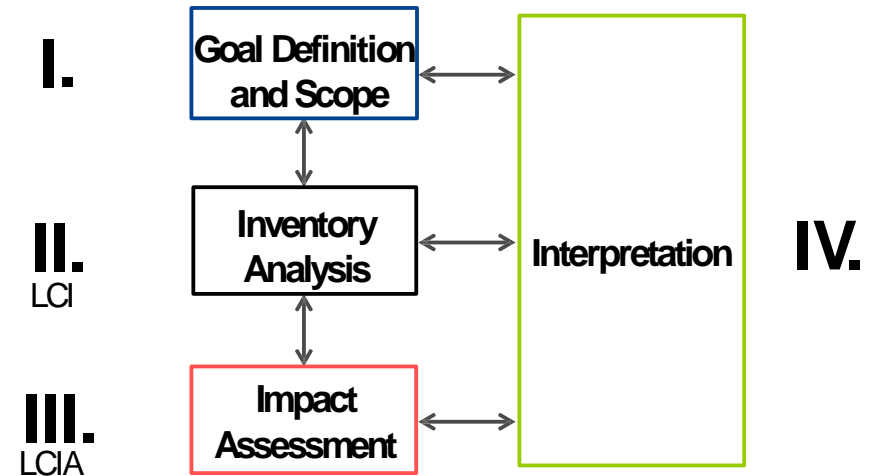 I.
Goal Definition
and Scope
II.
LCI
Inventory
Analysis
Interpretation
IV.
III.
LCIA
Impact
Assessment